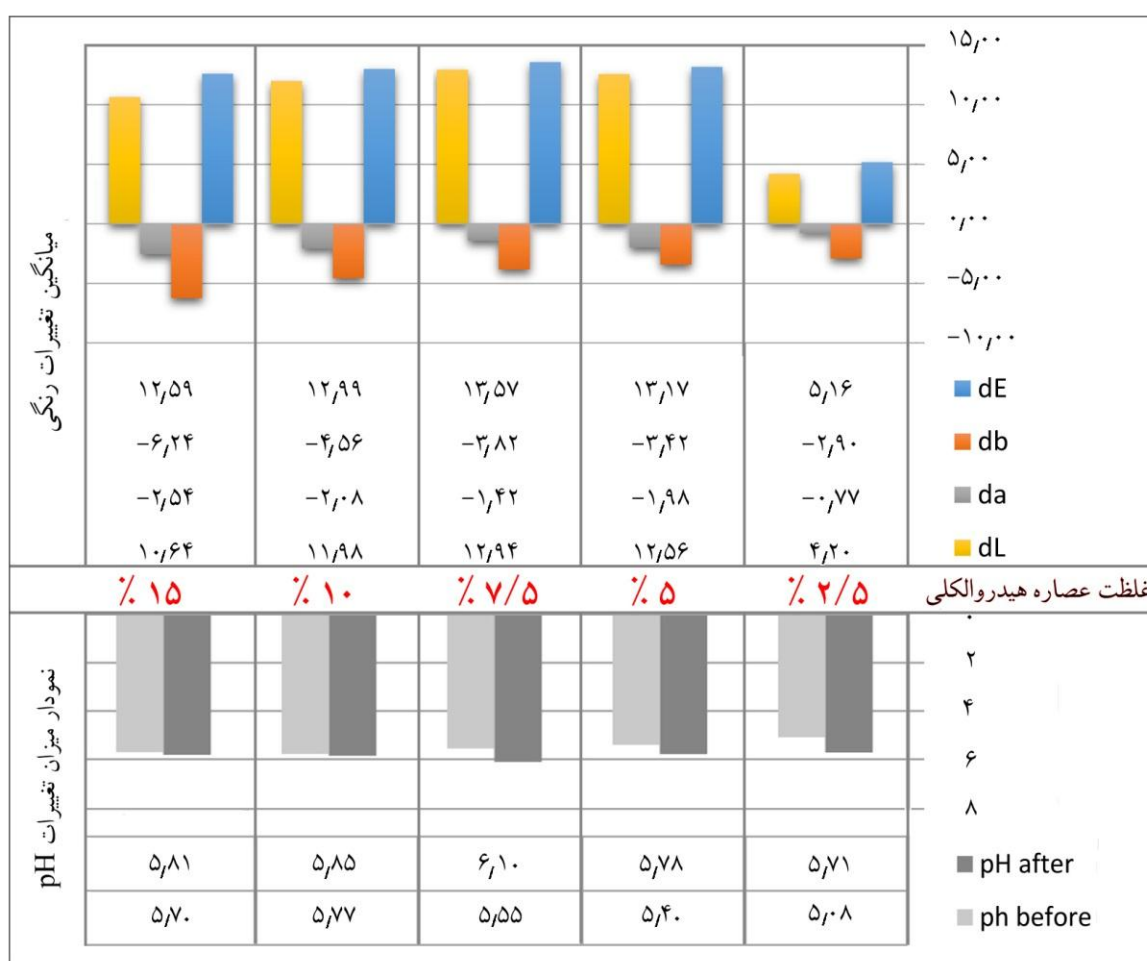 ۱۵٫۰۰
۱۰٫۰۰
۵٫۰۰
۰٫۰۰
−۵٫۰۰
−۱۰٫۰۰
میانگین تغییرات رنگی
dE ۵٫۱۶ ۱۳٫۱۷ ۱۳٫۵۷ ۱۲٫۹۹ ۱۲٫۵۹
db −۲٫۹۰ −۳٫۴۲ −۳٫۸۲ −۴٫۵۶ −۶٫۲۴
da −۰٫۷۷ −۱٫۹۸ −۱٫۴۲ −۲٫۰۸ −۲٫۵۴
dL ۴٫۲۰ ۱۲٫۵۶ ۱۲٫۹۴ ۱۱٫۹۸ ۱۰٫۶۴
غلظت عصاره هیدروالکلی ٪ ۲/۵ ٪ ۵ ٪ ۷/۵ ٪ ۱۰ ٪ ۱۵
۰
۲
۴
۶
۸
نمودار میزان تغییرات pH
pH after ۵٫۷۱ ۵٫۷۸ ۶٫۱۰ ۵٫۸۵ ۵٫۸۱
ph before ۵٫۰۸ ۵٫۴۰ ۵٫۵۵ ۵٫۷۷ ۵٫۷۰